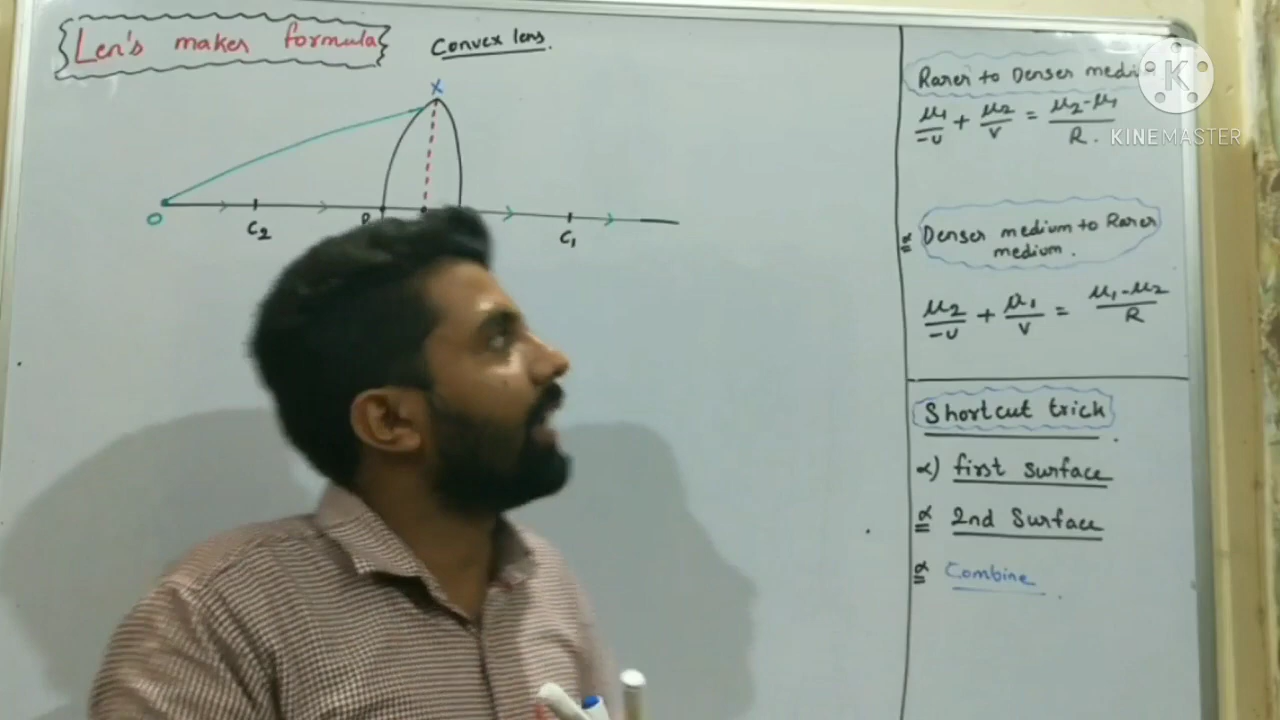 Len's maker formula
Convex lens.
X
O
C₂
P
C₁
Rarer to Denser medium
μ₁/-u + μ₂/v = μ₂-μ₁/R.
Denser medium to Rarer
medium.
μ₂/-u + μ₁/v = μ₁-μ₂/R
Shortcut trick
α) first surface
α 2nd Surface
α Combine
K
KINEMASTER